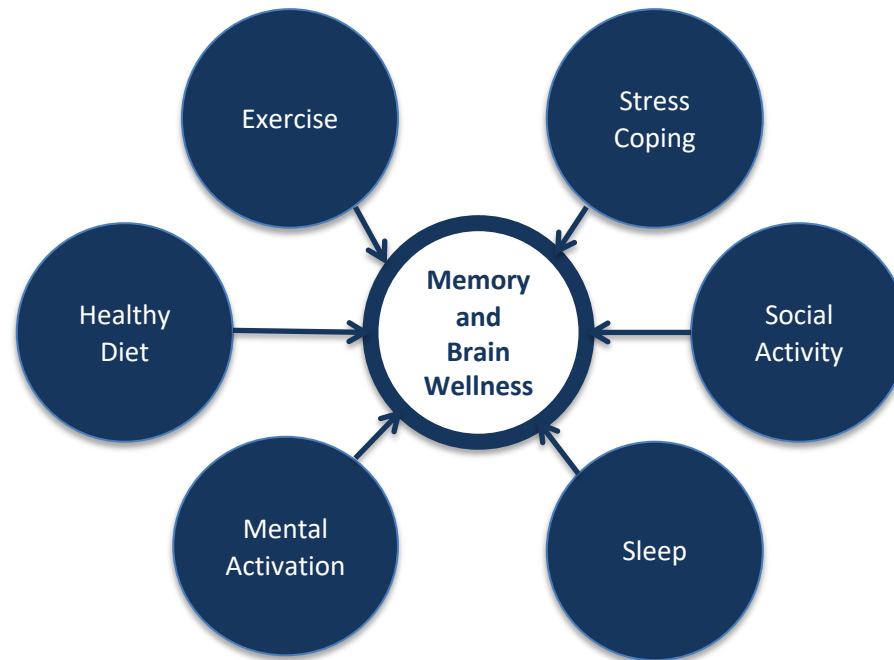 Exercise
Stress
Coping
Healthy
Diet
Memory
and
Brain
Wellness
Social
Activity
Mental
Activation
Sleep